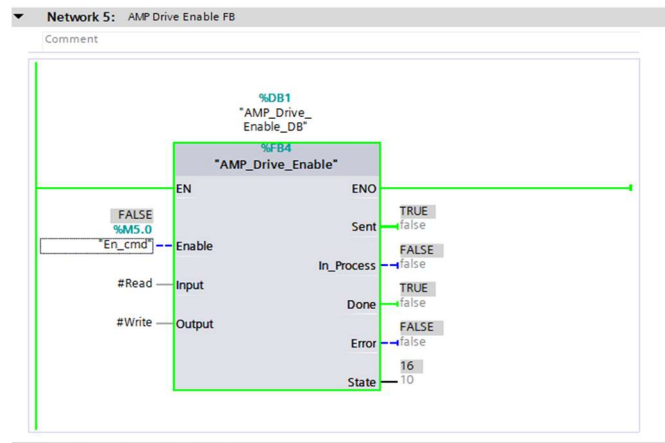 Network 5: AMP Drive Enable FB
Comment
%DB1
"AMP_Drive_
Enable_DB"
%FB4
"AMP_Drive_Enable"
EN ENO
FALSE
%M5.0
"En_cmd" Enable
#Read Input
#Write Output
TRUE
Sent false
FALSE
In_Process false
TRUE
Done false
FALSE
Error false
16
State 10